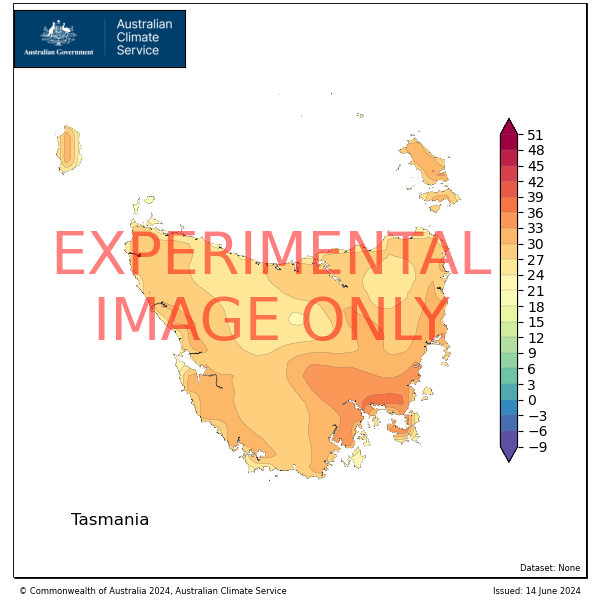 Australian Government
Australian
Climate
Service
EXPERIMENTAL
IMAGE ONLY
51
48
45
42
39
36
33
30
27
24
21
18
15
12
9
6
3
0
−3
−6
−9
Tasmania
Dataset: None
© Commonwealth of Australia 2024, Australian Climate Service
Issued: 14 June 2024